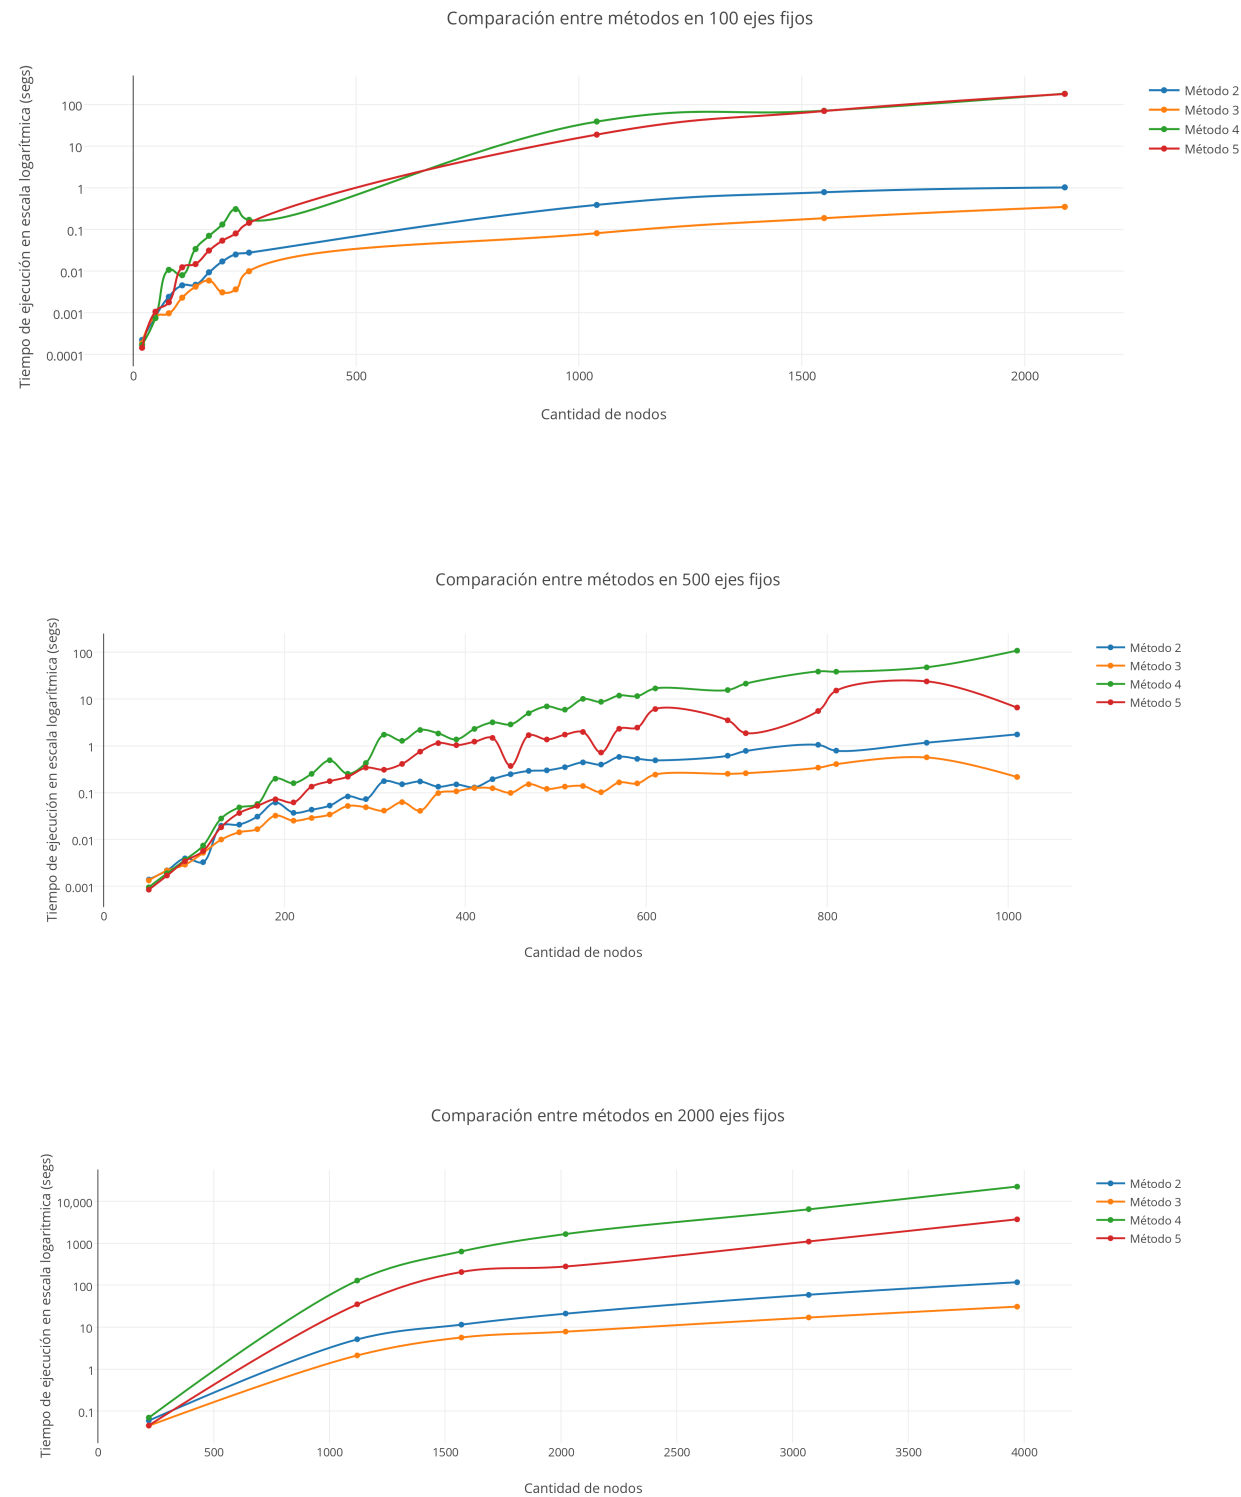 Comparación entre métodos en 100 ejes fijos
Tiempo de ejecución en escala logarítmica (segs)
100
10
1
0.1
0.01
0.001
0.0001
0 500 1000 1500 2000
Cantidad de nodos
Método 2
Método 3
Método 4
Método 5
Comparación entre métodos en 500 ejes fijos
Tiempo de ejecución en escala logarítmica (segs)
100
10
1
0.1
0.01
0.001
0 200 400 600 800 1000
Cantidad de nodos
Método 2
Método 3
Método 4
Método 5
Comparación entre métodos en 2000 ejes fijos
Tiempo de ejecución en escala logarítmica (segs)
10,000
1000
100
10
1
0.1
0 500 1000 1500 2000 2500 3000 3500 4000
Cantidad de nodos
Método 2
Método 3
Método 4
Método 5